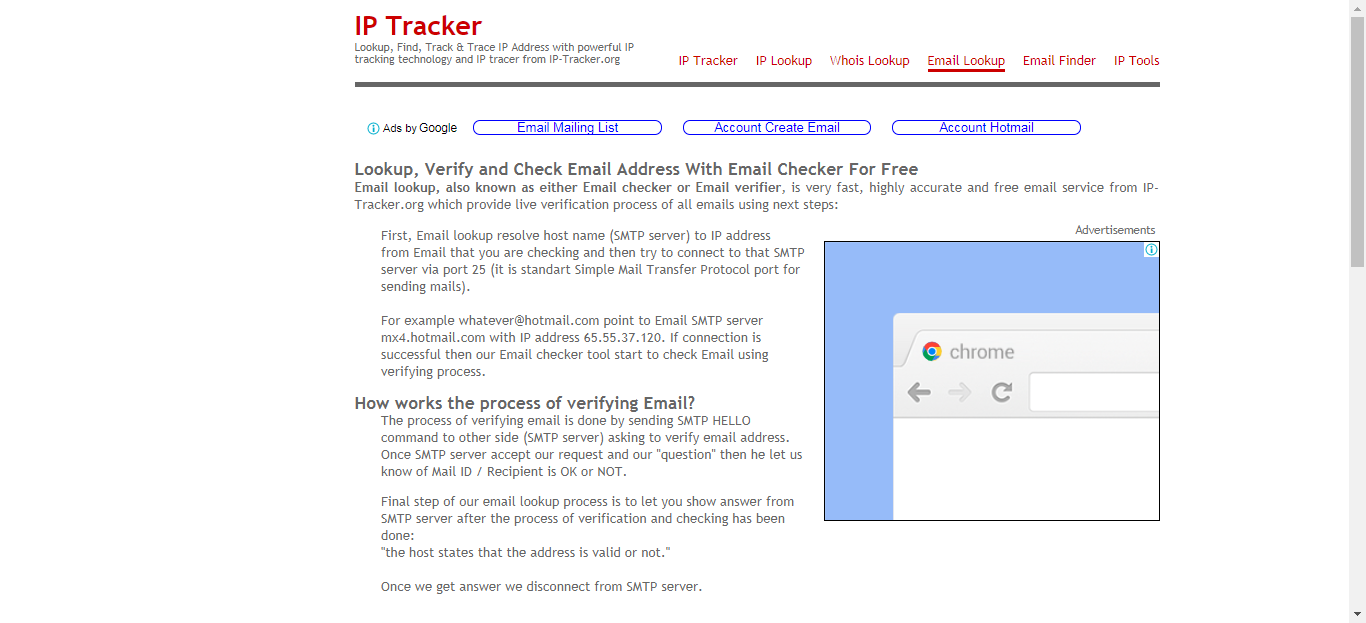 IP Tracker
Lookup, Find, Track & Trace IP Address with powerful IP
tracking technology and IP tracer from IP-Tracker.org
IP Tracker IP Lookup Whois Lookup Email Lookup Email Finder IP Tools
Ads by Google Email Mailing List Account Create Email Account Hotmail
Lookup, Verify and Check Email Address With Email Checker For Free
Email lookup, also known as either Email checker or Email verifier, is very fast, highly accurate and free email service from IP-
Tracker.org which provide live verification process of all emails using next steps:
Advertisements
First, Email lookup resolve host name (SMTP server) to IP address
from Email that you are checking and then try to connect to that SMTP
server via port 25 (it is standart Simple Mail Transfer Protocol port for
sending mails).
For example whatever@hotmail.com point to Email SMTP server
mx4.hotmail.com with IP address 65.55.37.120. If connection is
successful then our Email checker tool start to check Email using
verifying process.
chrome
How works the process of verifying Email?
The process of verifying email is done by sending SMTP HELLO
command to other side (SMTP server) asking to verify email address.
Once SMTP server accept our request and our "question" then he let us
know of Mail ID / Recipient is OK or NOT.
Final step of our email lookup process is to let you show answer from
SMTP server after the process of verification and checking has been
done:
"the host states that the address is valid or not."
Once we get answer we disconnect from SMTP server.